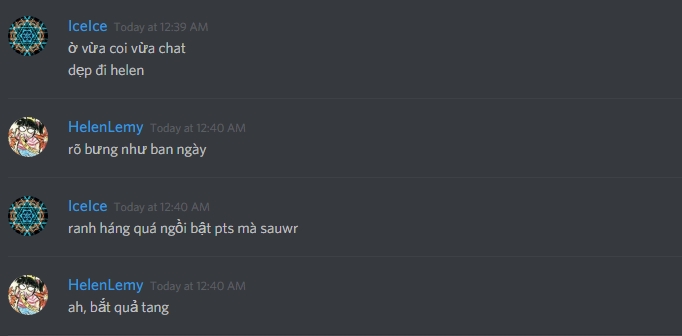 IceIce Today at 12:39 AM
ờ vừa coi vừa chat
dẹp đi helen
HelenLemy Today at 12:40 AM
rõ bưng như ban ngày
IceIce Today at 12:40 AM
ranh háng quá ngồi bật pts mà sauwr
HelenLemy Today at 12:40 AM
ah, bắt quả tang